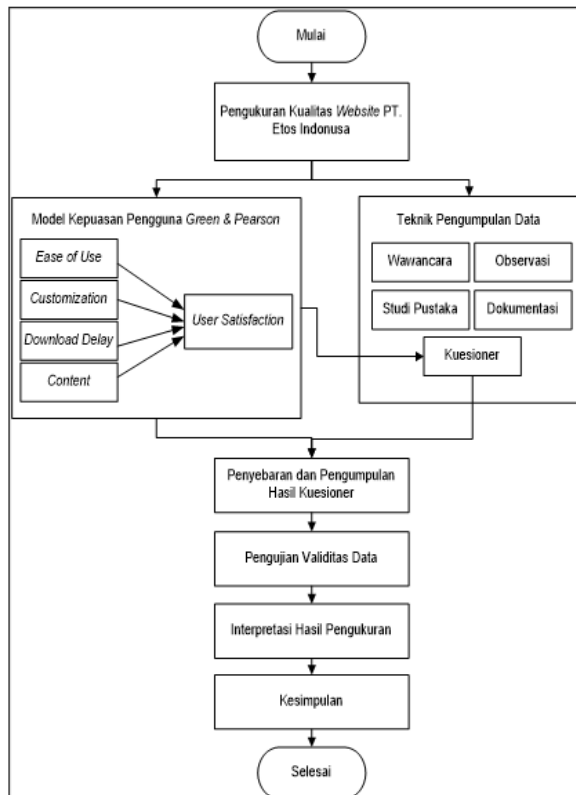 Mulai
Pengukuran Kualitas Website PT.
Etos Indonusa
Model Kepuasan Pengguna Green & Pearson
Ease of Use
Customization
Download Delay
Content
User Satisfaction
Teknik Pengumpulan Data
Wawancara
Observasi
Studi Pustaka
Dokumentasi
Kuesioner
Penyebaran dan Pengumpulan
Hasil Kuesioner
Pengujian Validitas Data
Interpretasi Hasil Pengukuran
Kesimpulan
Selesai